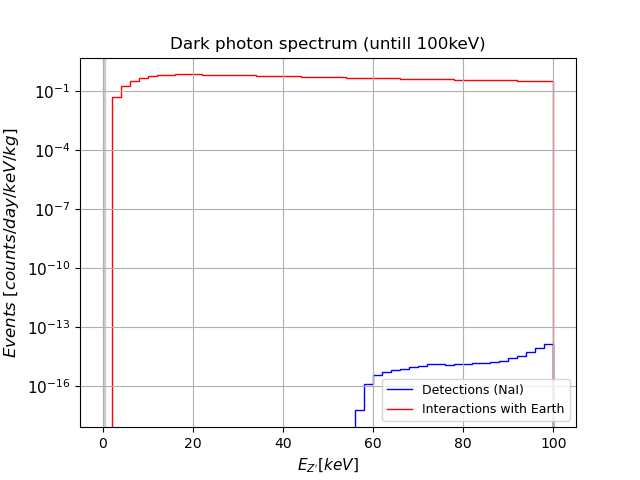 Dark photon spectrum (untill 100keV)
Events [counts/day/keV/kg]
10⁻¹
10⁻⁴
10⁻⁷
10⁻¹⁰
10⁻¹³
10⁻¹⁶
Detections (NaI)
Interactions with Earth
0 20 40 60 80 100
E_Z′[keV]